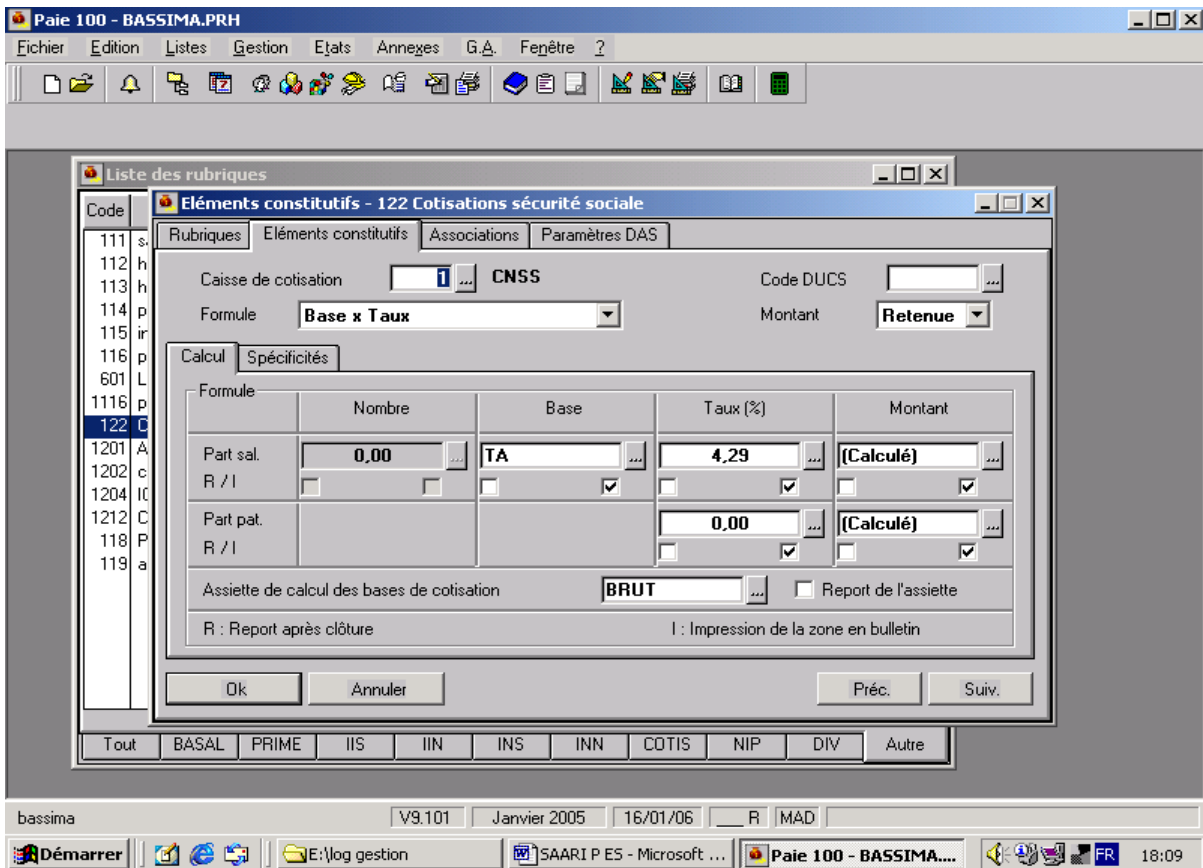 Paie 100 - BASSIMA.PRH
Fichier Edition Listes Gestion Etats Annexes G.A. Fenêtre ?
Liste des rubriques
Eléments constitutifs - 122 Cotisations sécurité sociale
Code
Rubriques Eléments constitutifs Associations Paramètres DAS
111 s
112 h
113 h
114 p
115 in
116 p
601 L
1116 p
122 C
1201 A
1202 c
1204 IG
1212 C
118 P
119 a
Caisse de cotisation 1 ... CNSS Code DUCS ...
Formule Base x Taux Montant Retenue
Calcul Spécificités
Formule
Nombre Base Taux (%) Montant
Part sal. 0,00 ... TA ... 4,29 ... (Calculé) ...
R / I
Part pat. 0,00 ... (Calculé) ...
R / I
Assiette de calcul des bases de cotisation BRUT ... Report de l'assiette
R : Report après clôture I : Impression de la zone en bulletin
Ok Annuler Préc. Suiv.
Tout BASAL PRIME IIS IIN INS INN COTIS NIP DIV Autre
bassima V9.101 Janvier 2005 16/01/06 ___ R MAD
Démarrer E:\log gestion SAARI P ES - Microsoft ... Paie 100 - BASSIMA.... FR 18:09